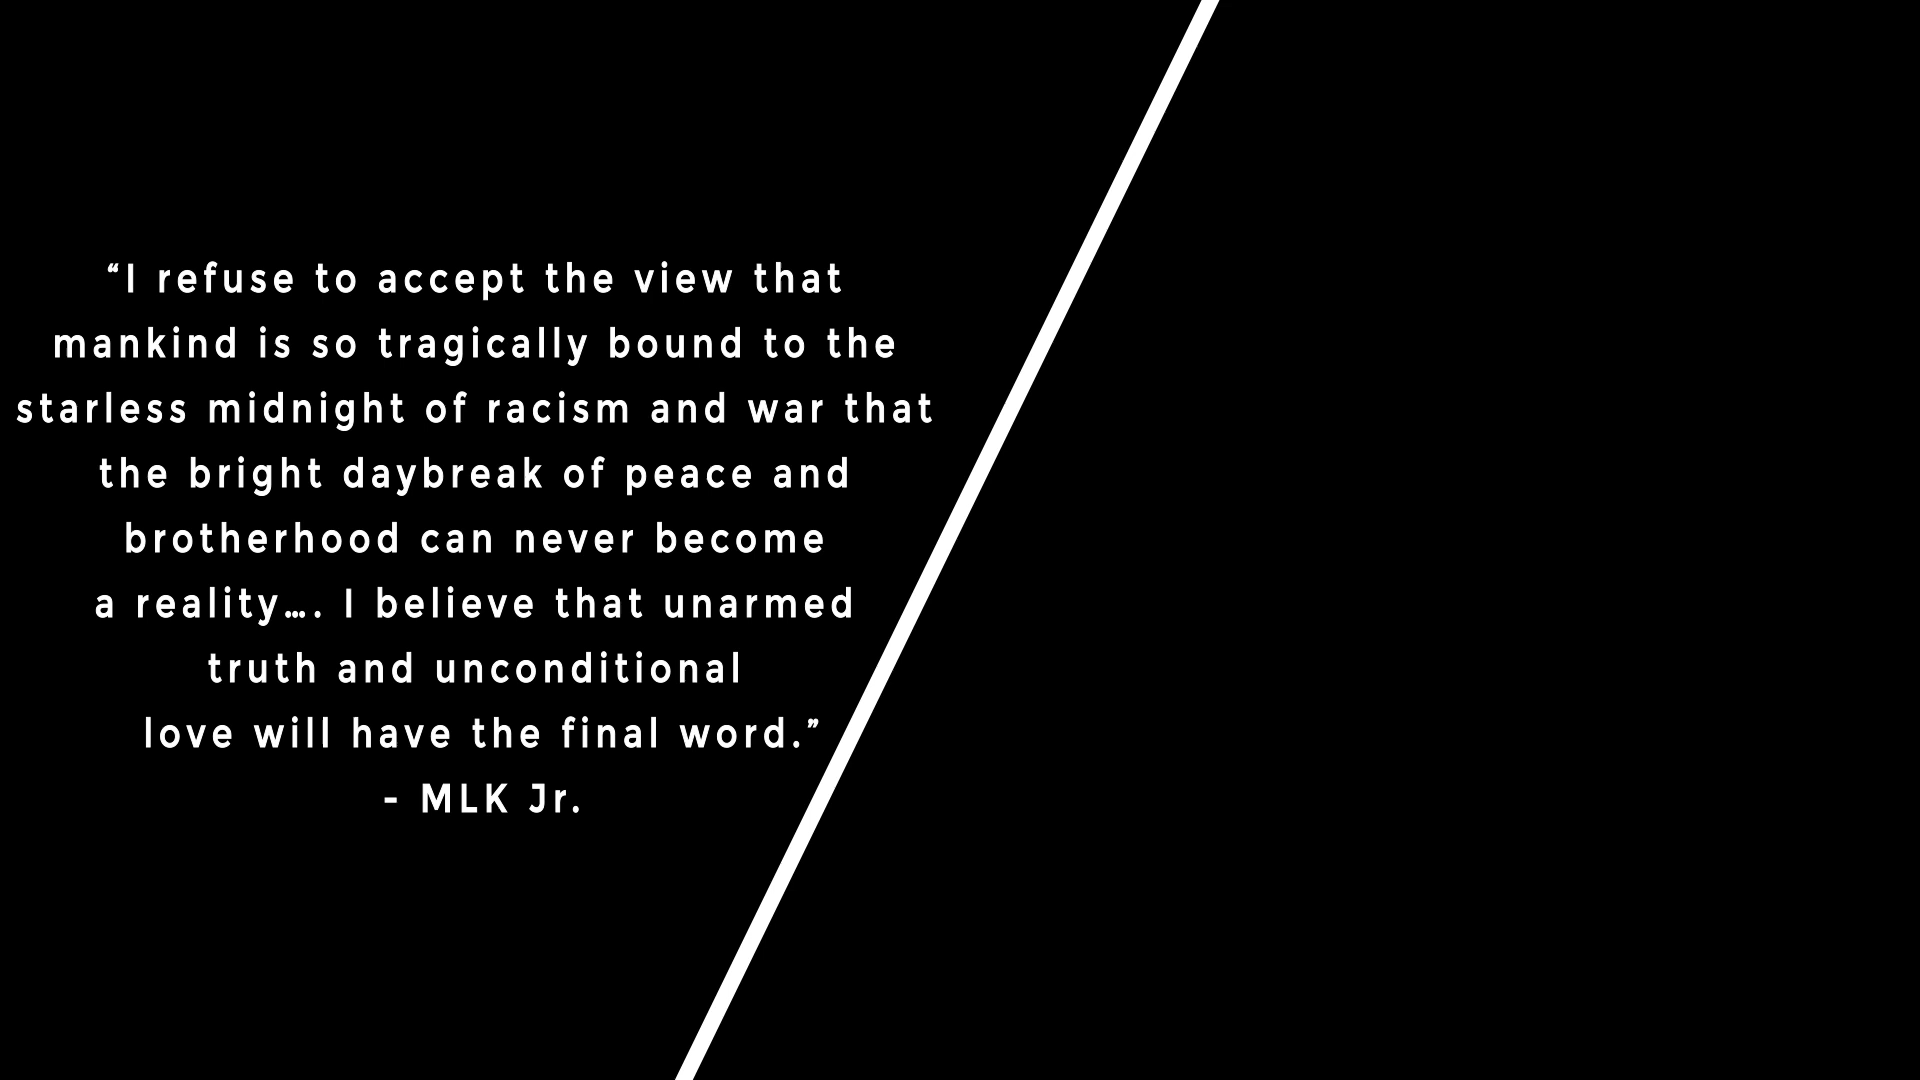 “I refuse to accept the view that
mankind is so tragically bound to the
starless midnight of racism and war that
the bright daybreak of peace and
brotherhood can never become
a reality…. I believe that unarmed
truth and unconditional
love will have the final word.”
- MLK Jr.